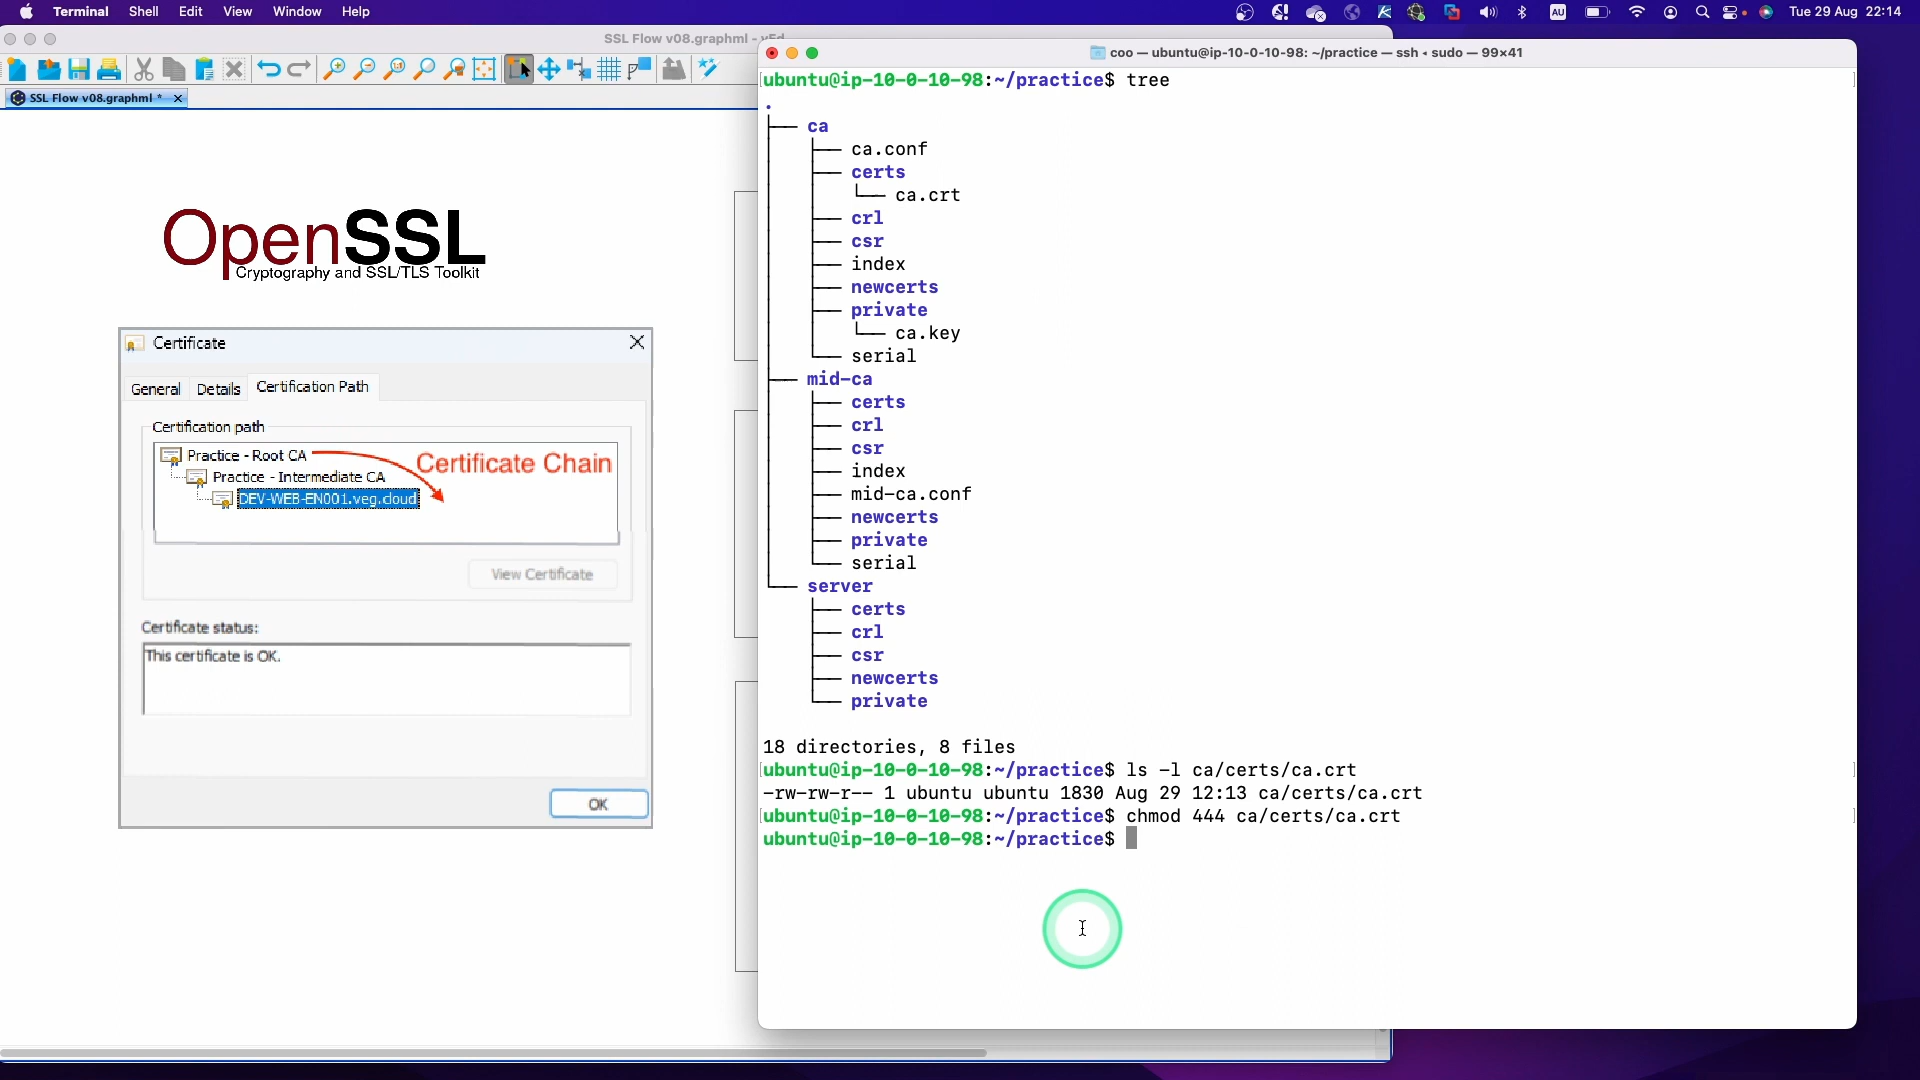 Terminal Shell Edit View Window Help
AU
Tue 29 Aug 22:14
SSL Flow v08.graphml - yEd
SSL Flow v08.graphml *
OpenSSL
Cryptography and SSL/TLS Toolkit
Certificate
General Details Certification Path
Certification path
Practice - Root CA
Certificate Chain
Practice - Intermediate CA
DEV-WEB-EN001.veg.cloud
View Certificate
Certificate status:
This certificate is OK.
OK
coo — ubuntu@ip-10-0-10-98: ~/practice — ssh ◂ sudo — 99×41
ubuntu@ip-10-0-10-98:~/practice$ tree
.
├── ca
│   ├── ca.conf
│   ├── certs
│   │   └── ca.crt
│   ├── crl
│   ├── csr
│   ├── index
│   ├── newcerts
│   ├── private
│   │   └── ca.key
│   └── serial
├── mid-ca
│   ├── certs
│   ├── crl
│   ├── csr
│   ├── index
│   ├── mid-ca.conf
│   ├── newcerts
│   ├── private
│   └── serial
└── server
    ├── certs
    ├── crl
    ├── csr
    ├── newcerts
    └── private
18 directories, 8 files
ubuntu@ip-10-0-10-98:~/practice$ ls -l ca/certs/ca.crt
-rw-rw-r-- 1 ubuntu ubuntu 1830 Aug 29 12:13 ca/certs/ca.crt
ubuntu@ip-10-0-10-98:~/practice$ chmod 444 ca/certs/ca.crt
ubuntu@ip-10-0-10-98:~/practice$